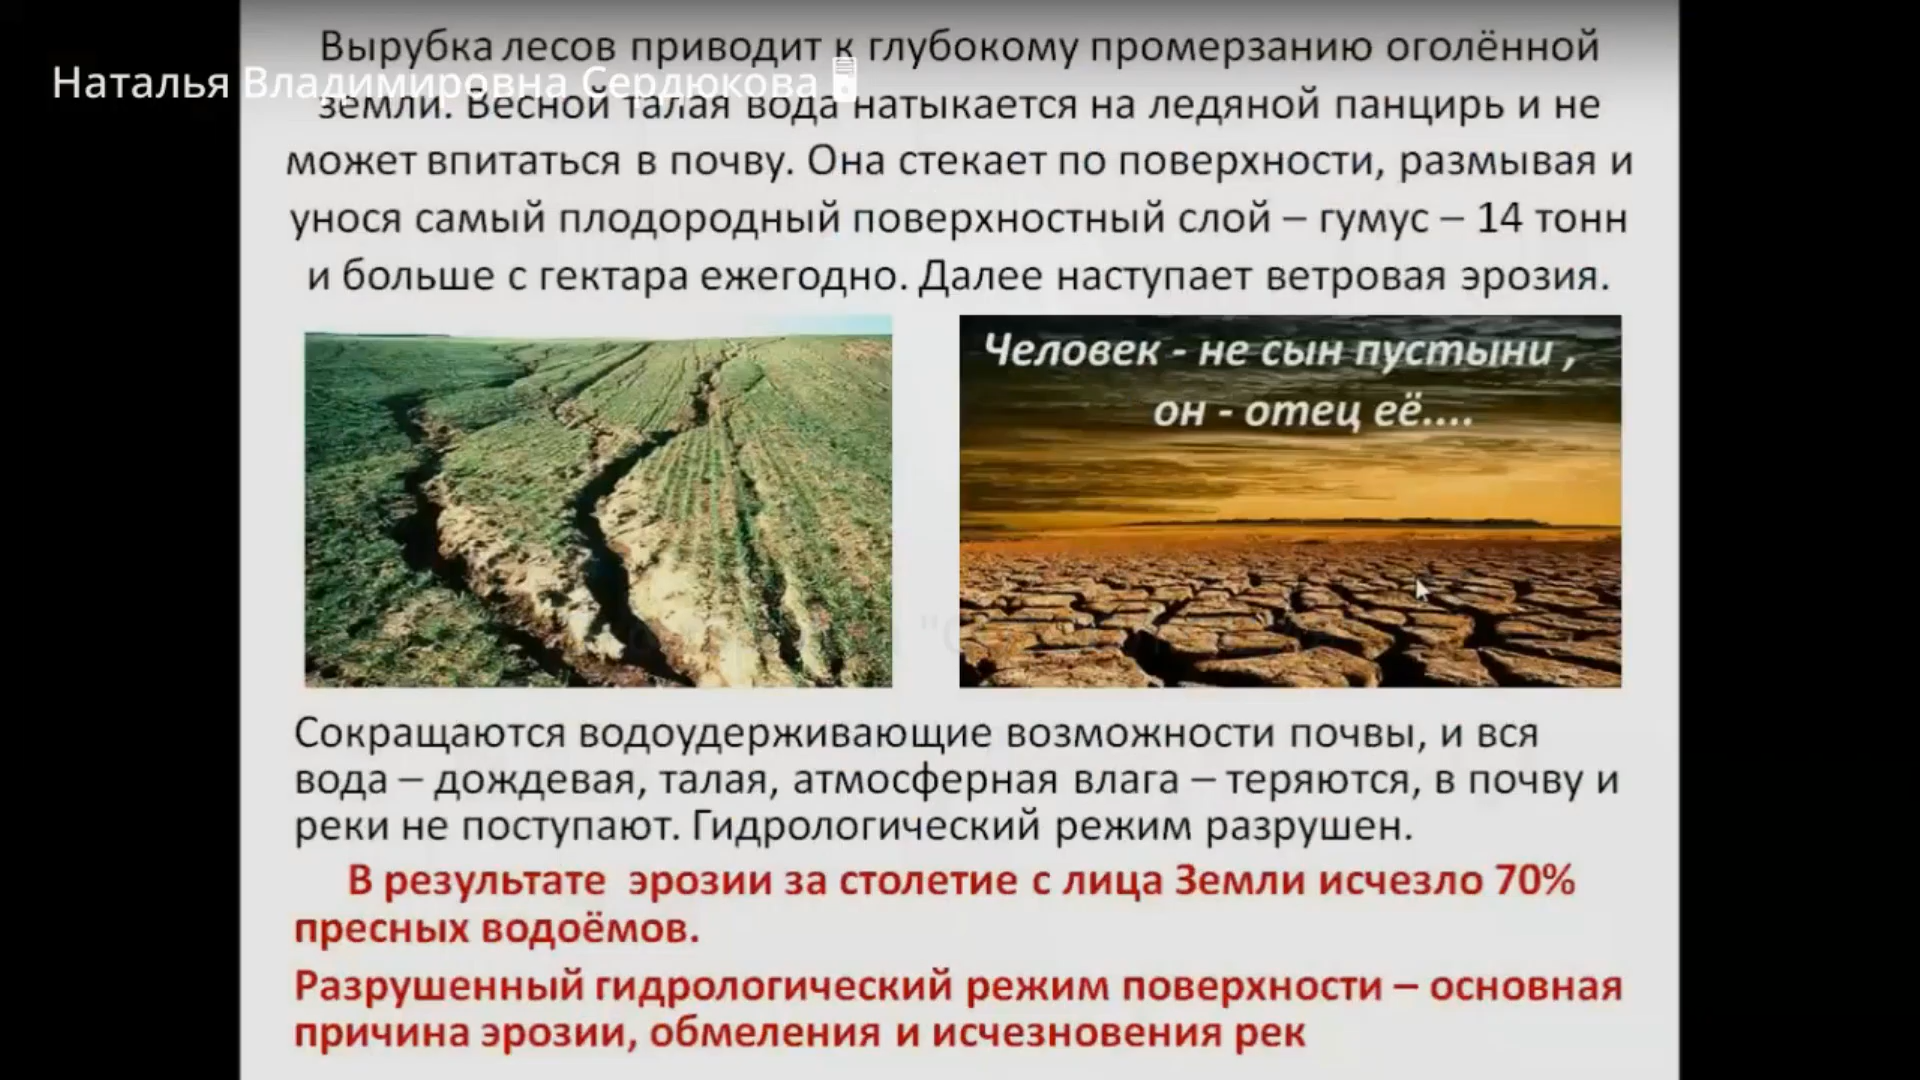 Вырубка лесов приводит к глубокому промерзанию оголённой
Наталья Владимировна Сердюкова
земли. Весной талая вода натыкается на ледяной панцирь и не
может впитаться в почву. Она стекает по поверхности, размывая и
унося самый плодородный поверхностный слой – гумус – 14 тонн
и больше с гектара ежегодно. Далее наступает ветровая эрозия.
Человек - не сын пустыни ,
он - отец её....
Сокращаются водоудерживающие возможности почвы, и вся
вода – дождевая, талая, атмосферная влага – теряются, в почву и
реки не поступают. Гидрологический режим разрушен.
В результате эрозии за столетие с лица Земли исчезло 70%
пресных водоёмов.
Разрушенный гидрологический режим поверхности – основная
причина эрозии, обмеления и исчезновения рек